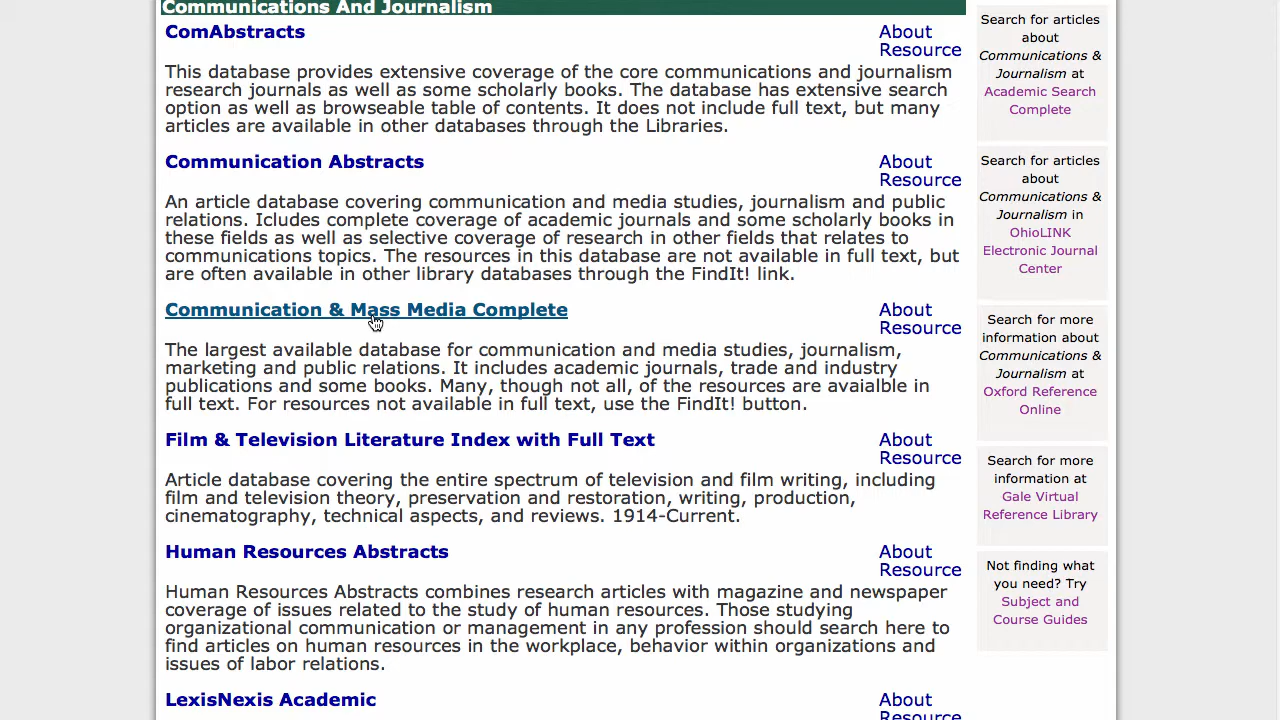 Communications And Journalism
ComAbstracts
About
Resource
This database provides extensive coverage of the core communications and journalism
research journals as well as some scholarly books. The database has extensive search
option as well as browseable table of contents. It does not include full text, but many
articles are available in other databases through the Libraries.
Communication Abstracts
About
Resource
An article database covering communication and media studies, journalism and public
relations. Icludes complete coverage of academic journals and some scholarly books in
these fields as well as selective coverage of research in other fields that relates to
communications topics. The resources in this database are not available in full text, but
are often available in other library databases through the FindIt! link.
Communication & Mass Media Complete
About
Resource
The largest available database for communication and media studies, journalism,
marketing and public relations. It includes academic journals, trade and industry
publications and some books. Many, though not all, of the resources are avaialble in
full text. For resources not available in full text, use the FindIt! button.
Film & Television Literature Index with Full Text
About
Resource
Article database covering the entire spectrum of television and film writing, including
film and television theory, preservation and restoration, writing, production,
cinematography, technical aspects, and reviews. 1914-Current.
Human Resources Abstracts
About
Resource
Human Resources Abstracts combines research articles with magazine and newspaper
coverage of issues related to the study of human resources. Those studying
organizational communication or management in any profession should search here to
find articles on human resources in the workplace, behavior within organizations and
issues of labor relations.
LexisNexis Academic
About
Resource
Search for articles
about
Communications &
Journalism at
Academic Search
Complete
Search for articles
about
Communications &
Journalism in
OhioLINK
Electronic Journal
Center
Search for more
information about
Communications &
Journalism at
Oxford Reference
Online
Search for more
information at
Gale Virtual
Reference Library
Not finding what
you need? Try
Subject and
Course Guides